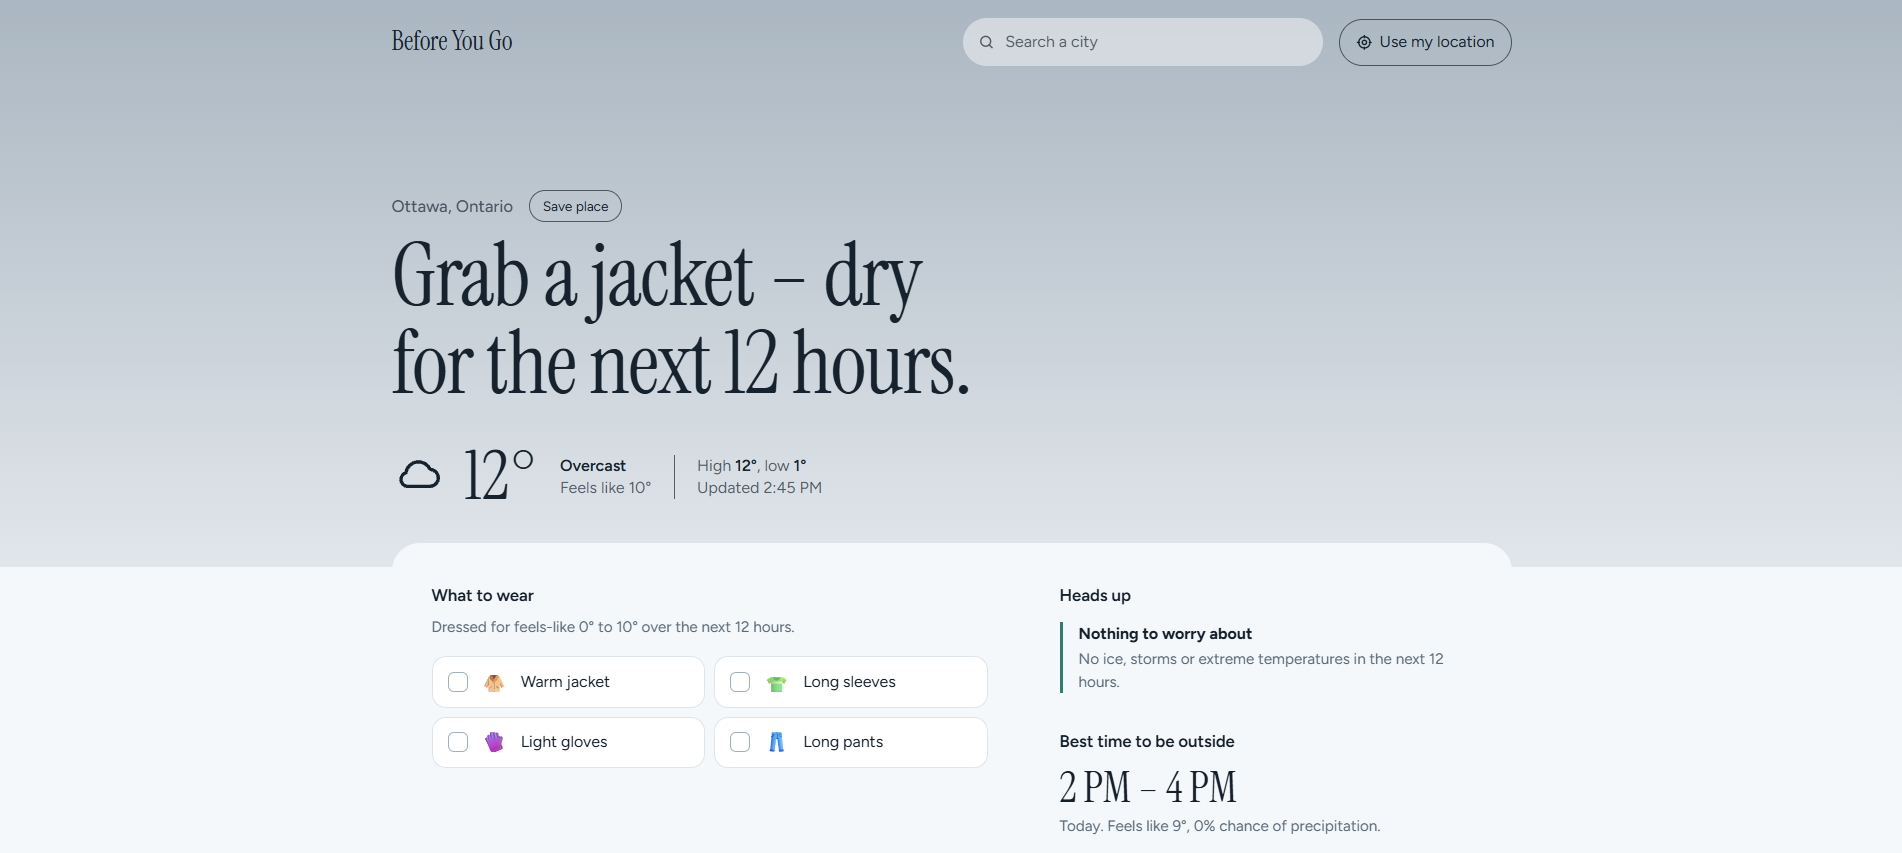 Before You Go
Search a city
Use my location
Ottawa, Ontario
Save place
Grab a jacket – dry
for the next 12 hours.
12°
Overcast
Feels like 10°
High 12°, low 1°
Updated 2:45 PM
What to wear
Dressed for feels-like 0° to 10° over the next 12 hours.
Warm jacket
Long sleeves
Light gloves
Long pants
Heads up
Nothing to worry about
No ice, storms or extreme temperatures in the next 12
hours.
Best time to be outside
2 PM – 4 PM
Today. Feels like 9°, 0% chance of precipitation.